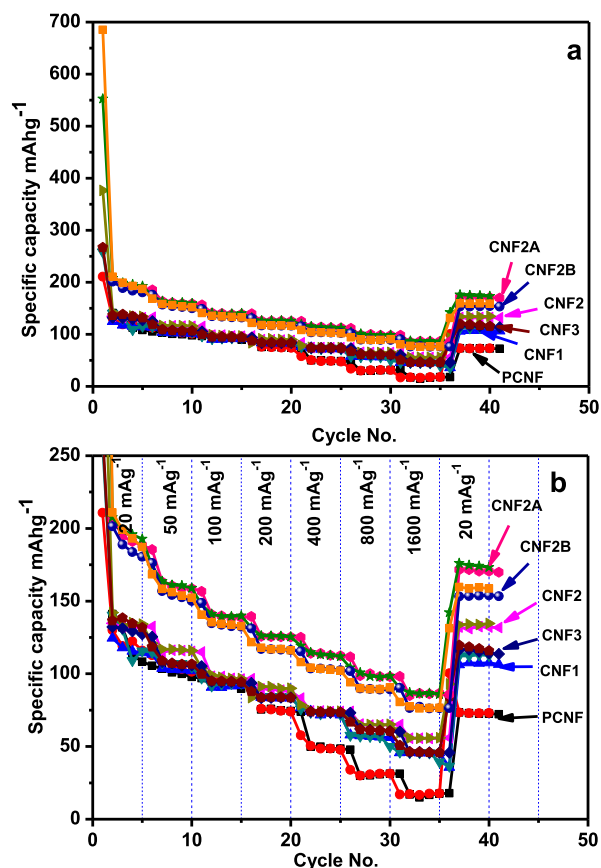 a
700
600
500
400
300
200
100
0
Specific capacity mAhg-1
CNF2A
CNF2B
CNF2
CNF3
CNF1
PCNF
0 10 20 30 40 50
Cycle No.
b
250
200
150
100
50
0
Specific capacity mAhg-1
20 mAg-1
50 mAg-1
100 mAg-1
200 mAg-1
400 mAg-1
800 mAg-1
1600 mAg-1
20 mAg-1
CNF2A
CNF2B
CNF2
CNF3
CNF1
PCNF
0 10 20 30 40 50
Cycle No.